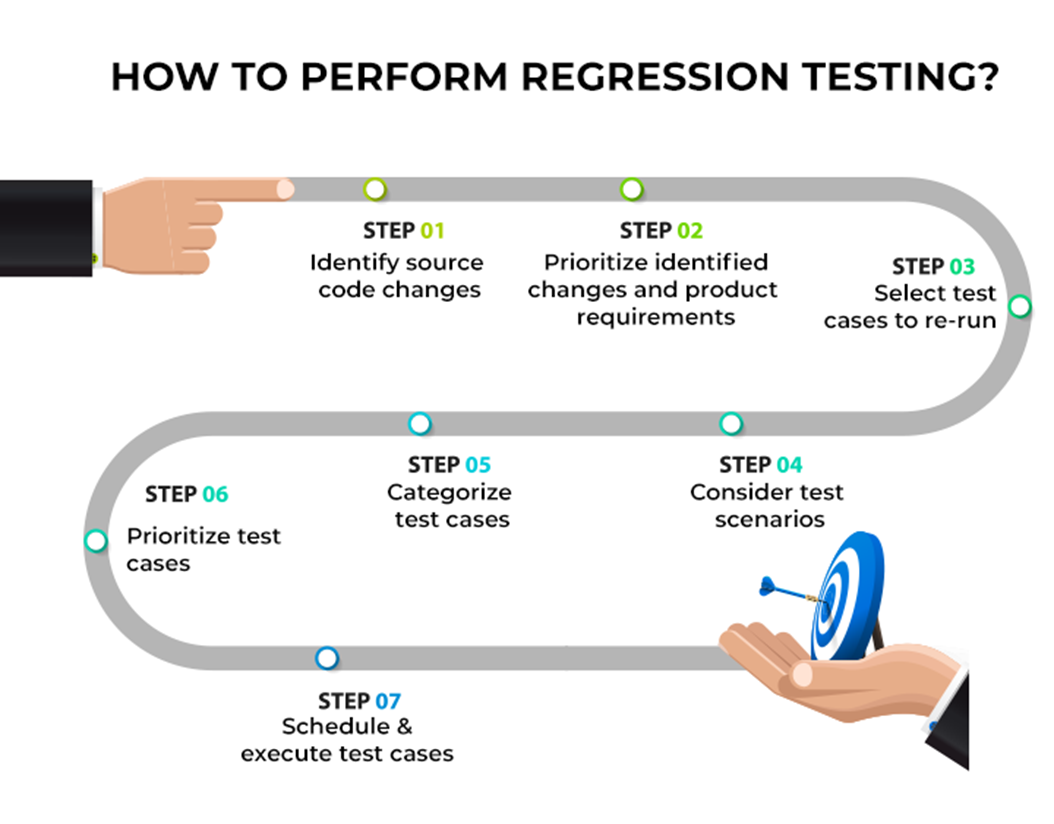 HOW TO PERFORM REGRESSION TESTING?
STEP 01
Identify source
code changes
STEP 02
Prioritize identified
changes and product
requirements
STEP 03
Select test
cases to re-run
STEP 04
Consider test
scenarios
STEP 05
Categorize
test cases
STEP 06
Prioritize test
cases
STEP 07
Schedule &
execute test cases